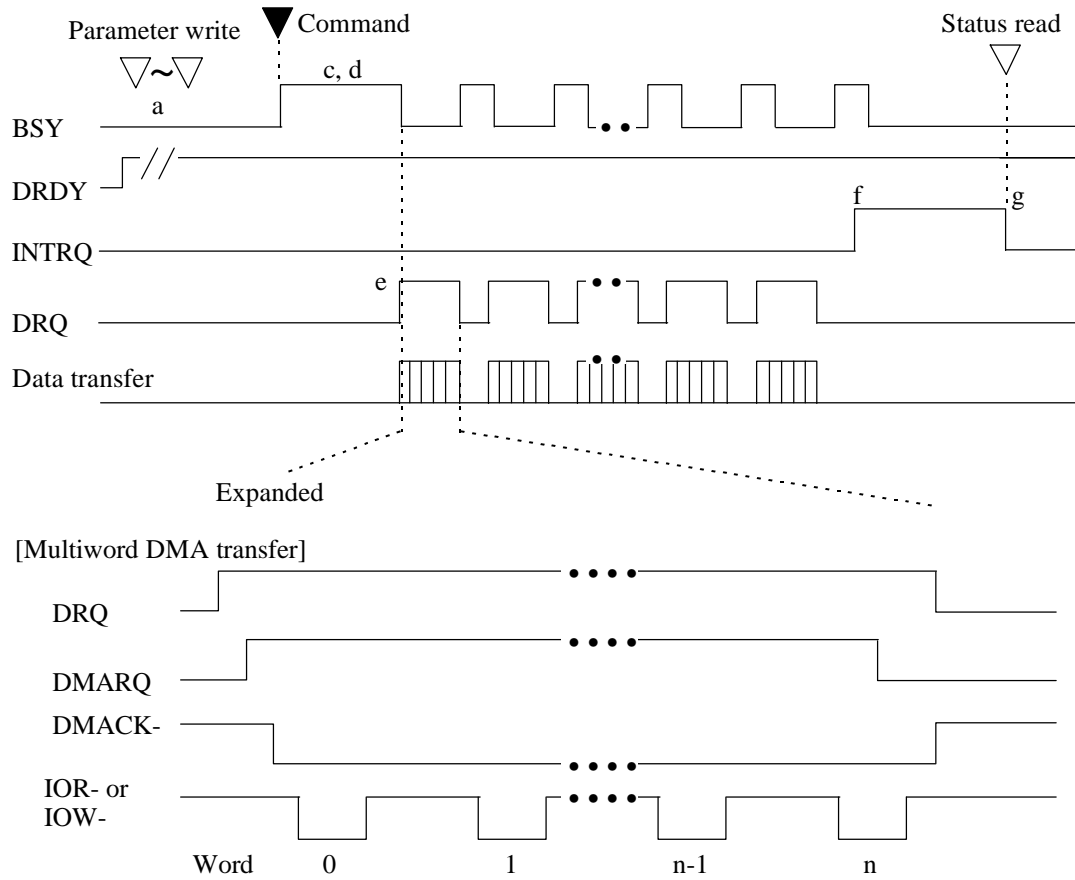 Parameter write
Command
Status read
~
a
c, d
BSY
DRDY
f
g
INTRQ
e
DRQ
Data transfer
Expanded
[Multiword DMA transfer]
DRQ
DMARQ
DMACK-
IOR- or
IOW-
Word 0 1 n-1 n